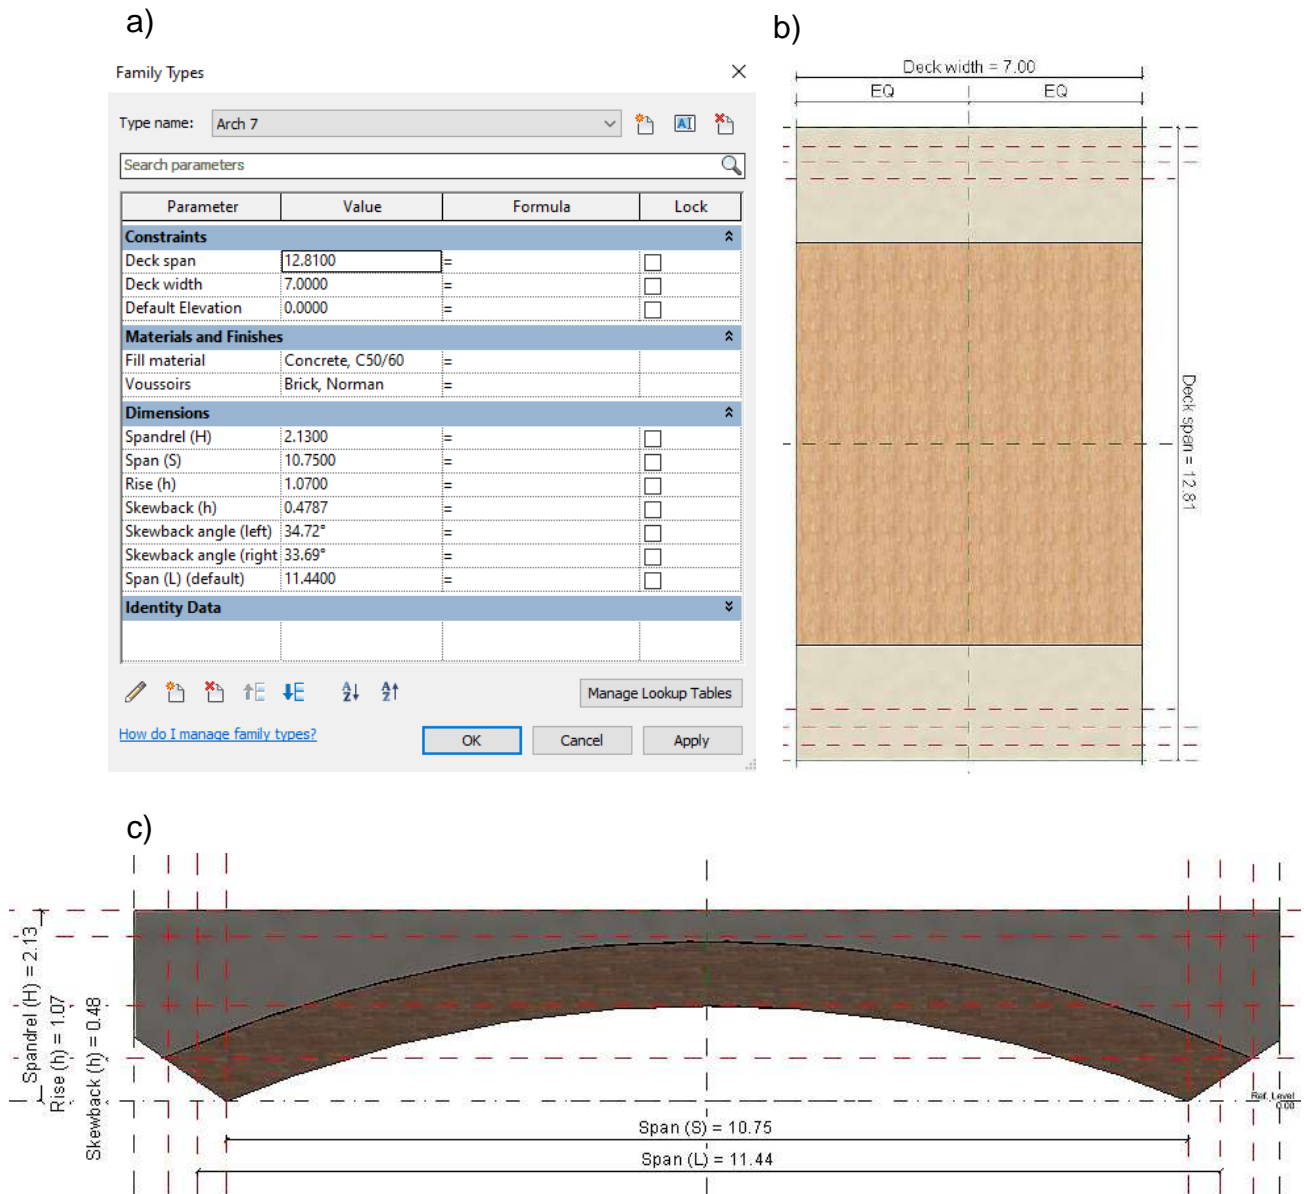 a)
Family Types
Type name: Arch 7
Search parameters
Parameter Value Formula Lock
Constraints
Deck span 12.8100 =
Deck width 7.0000 =
Default Elevation 0.0000 =
Materials and Finishes
Fill material Concrete, C50/60 =
Voussoirs Brick, Norman =
Dimensions
Spandrel (H) 2.1300 =
Span (S) 10.7500 =
Rise (h) 1.0700 =
Skewback (h) 0.4787 =
Skewback angle (left) 34.72° =
Skewback angle (right 33.69° =
Span (L) (default) 11.4400 =
Identity Data
Manage Lookup Tables
How do I manage family types?
OK Cancel Apply
b)
Deck width = 7.00
EQ EQ
Deck span = 12.81
c)
Spandrel (H) = 2.13
Rise (h) = 1.07
Skewback (h) = 0.48
Ref. Level
0.00
Span (S) = 10.75
Span (L) = 11.44